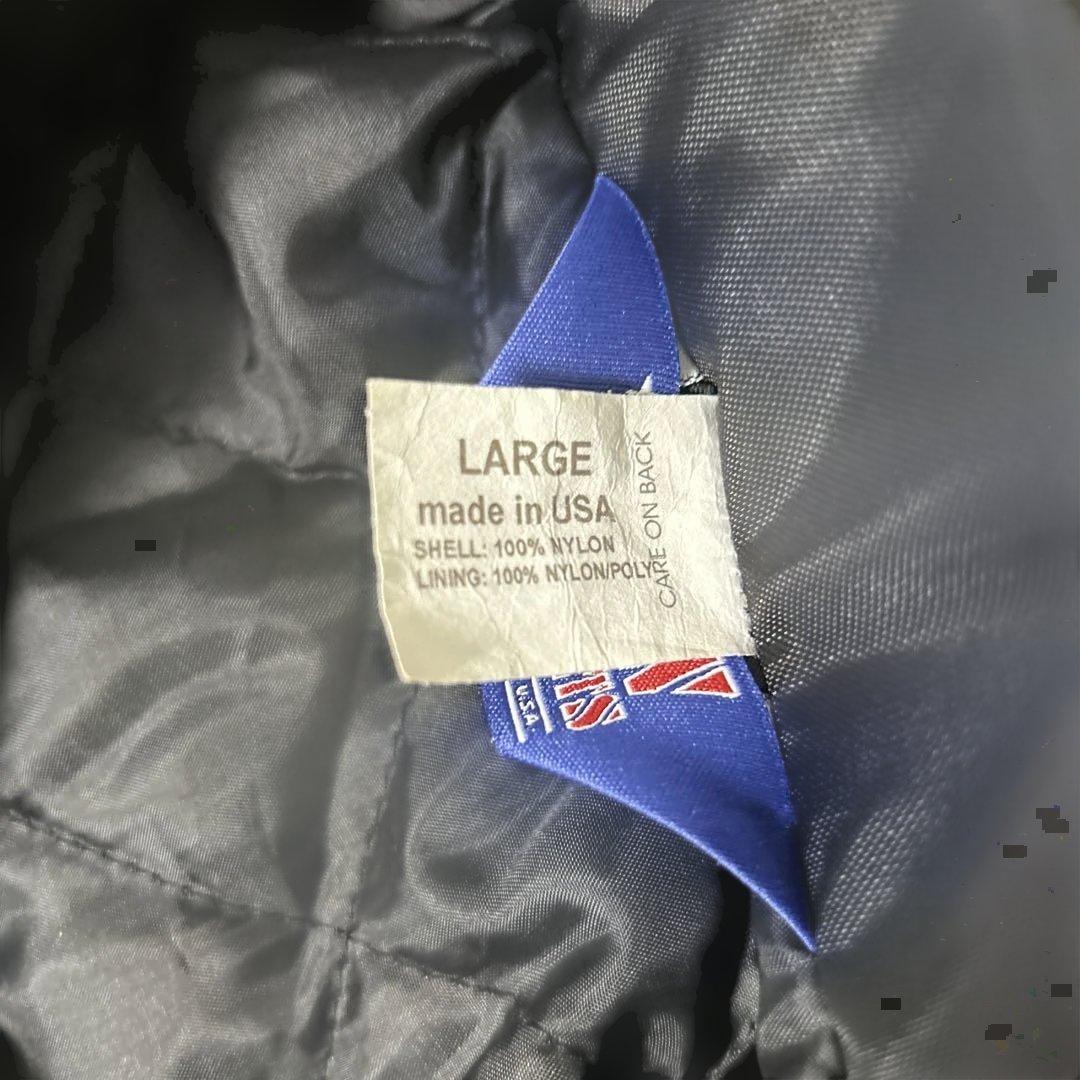 LARGE
made in USA
SHELL: 100% NYLON
LINING: 100% NYLON/POLY
CARE ON BACK
U.S.A.